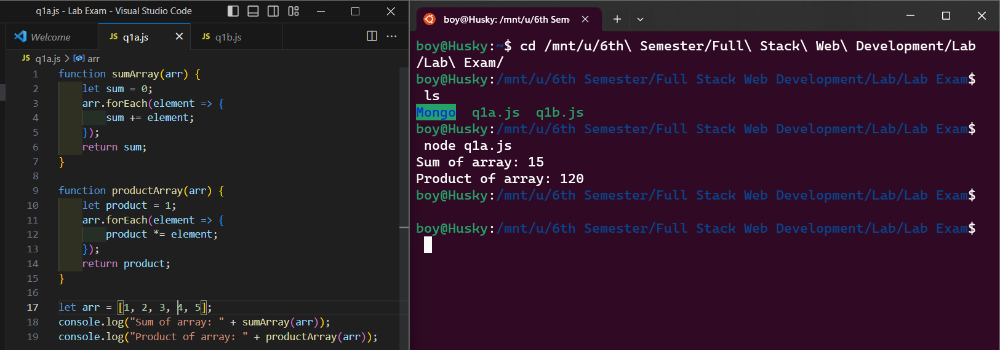 q1a.js - Lab Exam - Visual Studio Code
Welcome
JS q1a.js
JS q1b.js
JS q1a.js > arr
1 function sumArray(arr) {
2 let sum = 0;
3 arr.forEach(element => {
4 sum += element;
5 });
6 return sum;
7 }
8
9 function productArray(arr) {
10 let product = 1;
11 arr.forEach(element => {
12 product *= element;
13 });
14 return product;
15 }
16
17 let arr = [1, 2, 3, 4, 5];
18 console.log("Sum of array: " + sumArray(arr));
19 console.log("Product of array: " + productArray(arr));
boy@Husky: /mnt/u/6th Sem
boy@Husky:~$ cd /mnt/u/6th\ Semester/Full\ Stack\ Web\ Development/Lab
/Lab\ Exam/
boy@Husky:/mnt/u/6th Semester/Full Stack Web Development/Lab/Lab Exam$
ls
Mongo q1a.js q1b.js
boy@Husky:/mnt/u/6th Semester/Full Stack Web Development/Lab/Lab Exam$
node q1a.js
Sum of array: 15
Product of array: 120
boy@Husky:/mnt/u/6th Semester/Full Stack Web Development/Lab/Lab Exam$
boy@Husky:/mnt/u/6th Semester/Full Stack Web Development/Lab/Lab Exam$